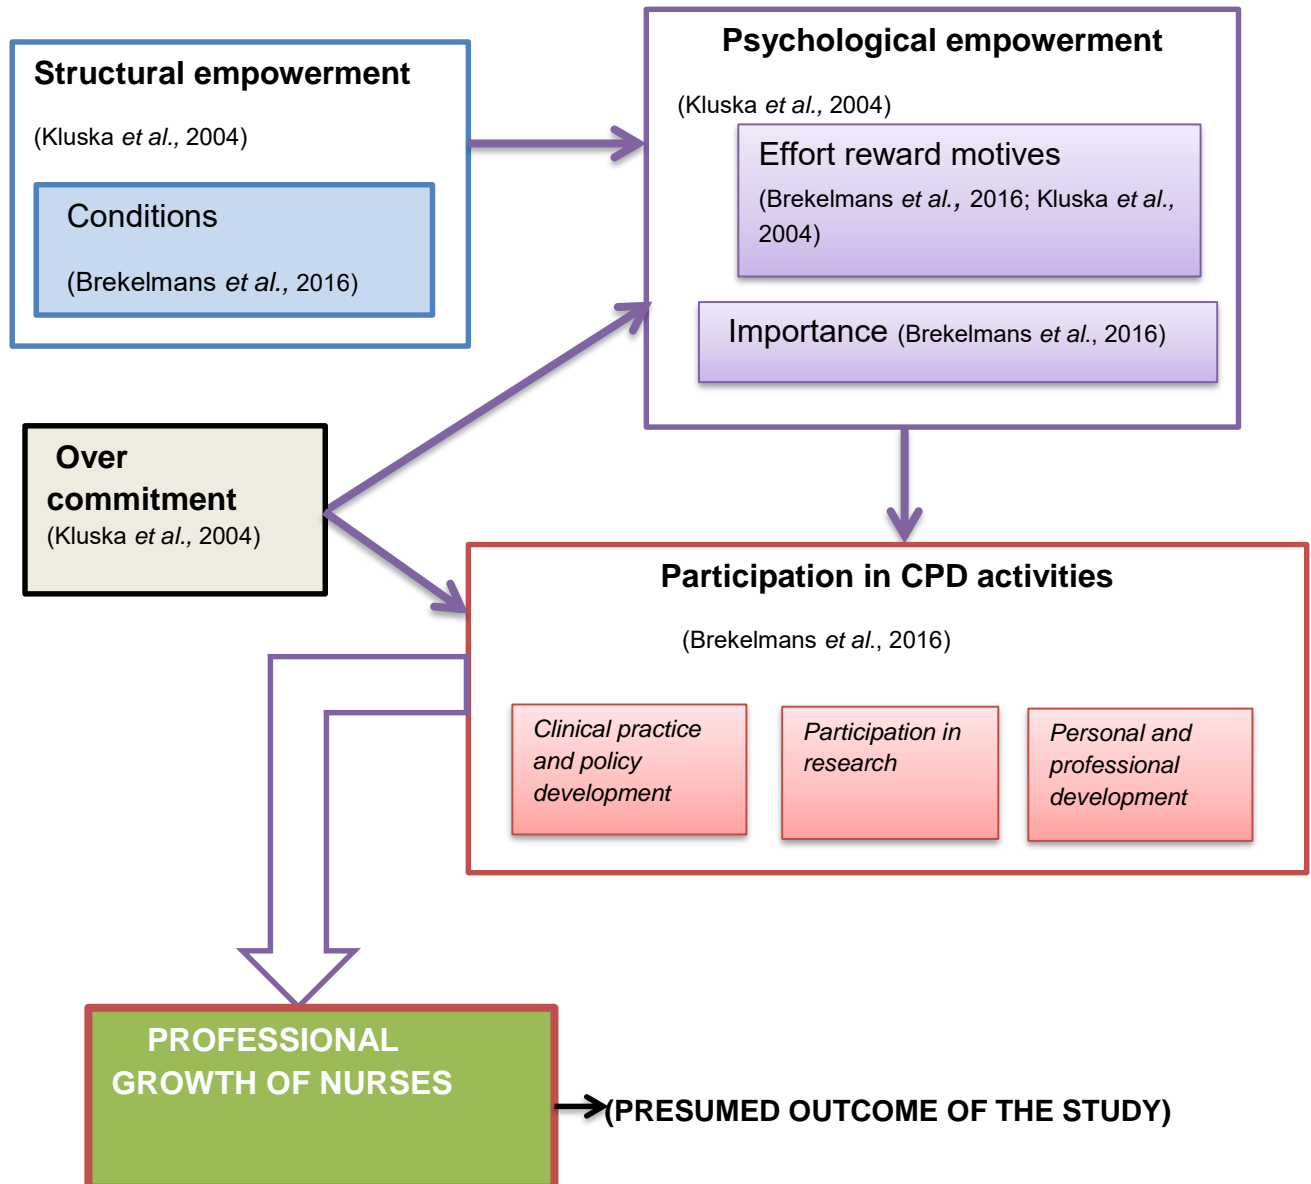 Structural empowerment
(Kluska et al., 2004)
Conditions
(Brekelmans et al., 2016)
Psychological empowerment
(Kluska et al., 2004)
Effort reward motives
(Brekelmans et al., 2016; Kluska et al.,
2004)
Importance (Brekelmans et al., 2016)
Over
commitment
(Kluska et al., 2004)
Participation in CPD activities
(Brekelmans et al., 2016)
Clinical practice
and policy
development
Participation in
research
Personal and
professional
development
PROFESSIONAL
GROWTH OF NURSES
(PRESUMED OUTCOME OF THE STUDY)